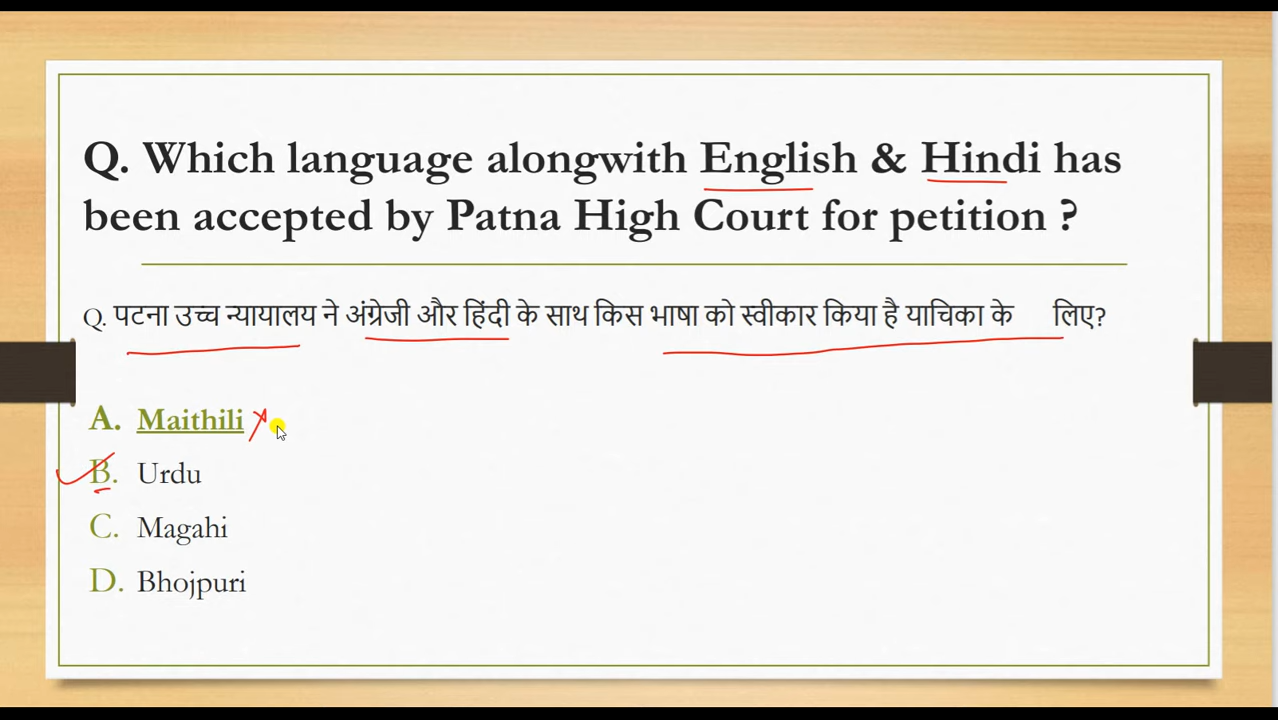 Q. Which language alongwith English & Hindi has
been accepted by Patna High Court for petition ?
Q. पटना उच्च न्यायालय ने अंग्रेजी और हिंदी के साथ किस भाषा को स्वीकार किया है याचिका के लिए?
A. Maithili
B. Urdu
C. Magahi
D. Bhojpuri